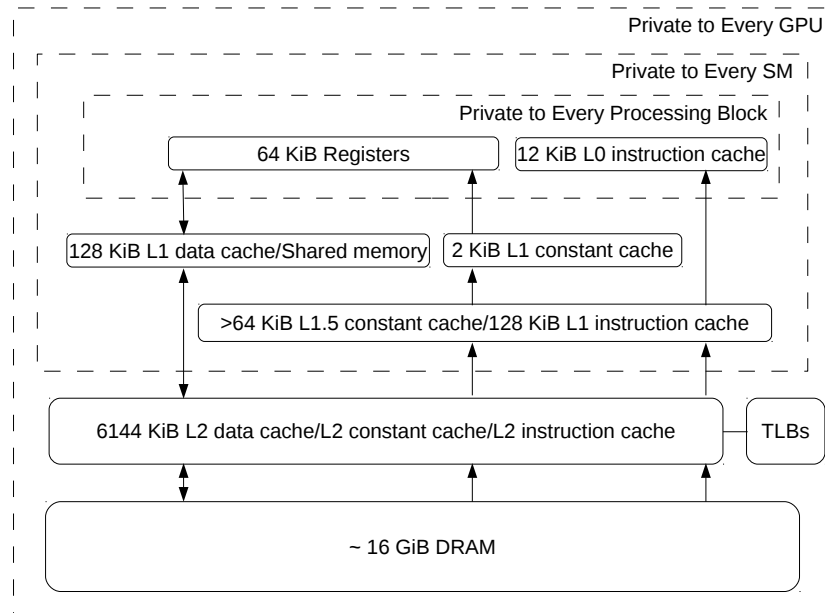 Private to Every GPU
Private to Every SM
Private to Every Processing Block
64 KiB Registers
12 KiB L0 instruction cache
128 KiB L1 data cache/Shared memory
2 KiB L1 constant cache
>64 KiB L1.5 constant cache/128 KiB L1 instruction cache
6144 KiB L2 data cache/L2 constant cache/L2 instruction cache
TLBs
~ 16 GiB DRAM